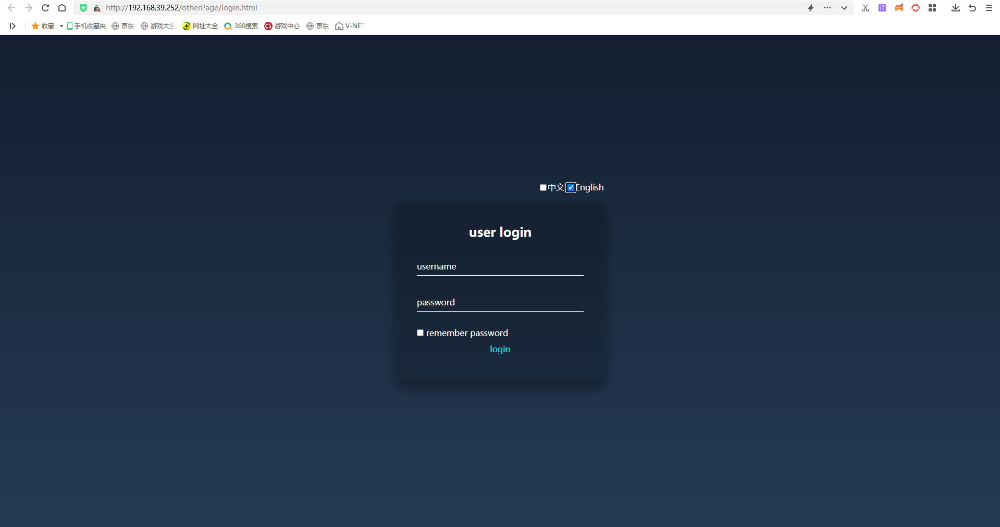 http://192.168.39.252/otherPage/login.html
收藏 手机收藏夹 京东 游戏大全 网址大全 360搜索 游戏中心 京东 V-NET
中文 English
user login
username
password
remember password
login